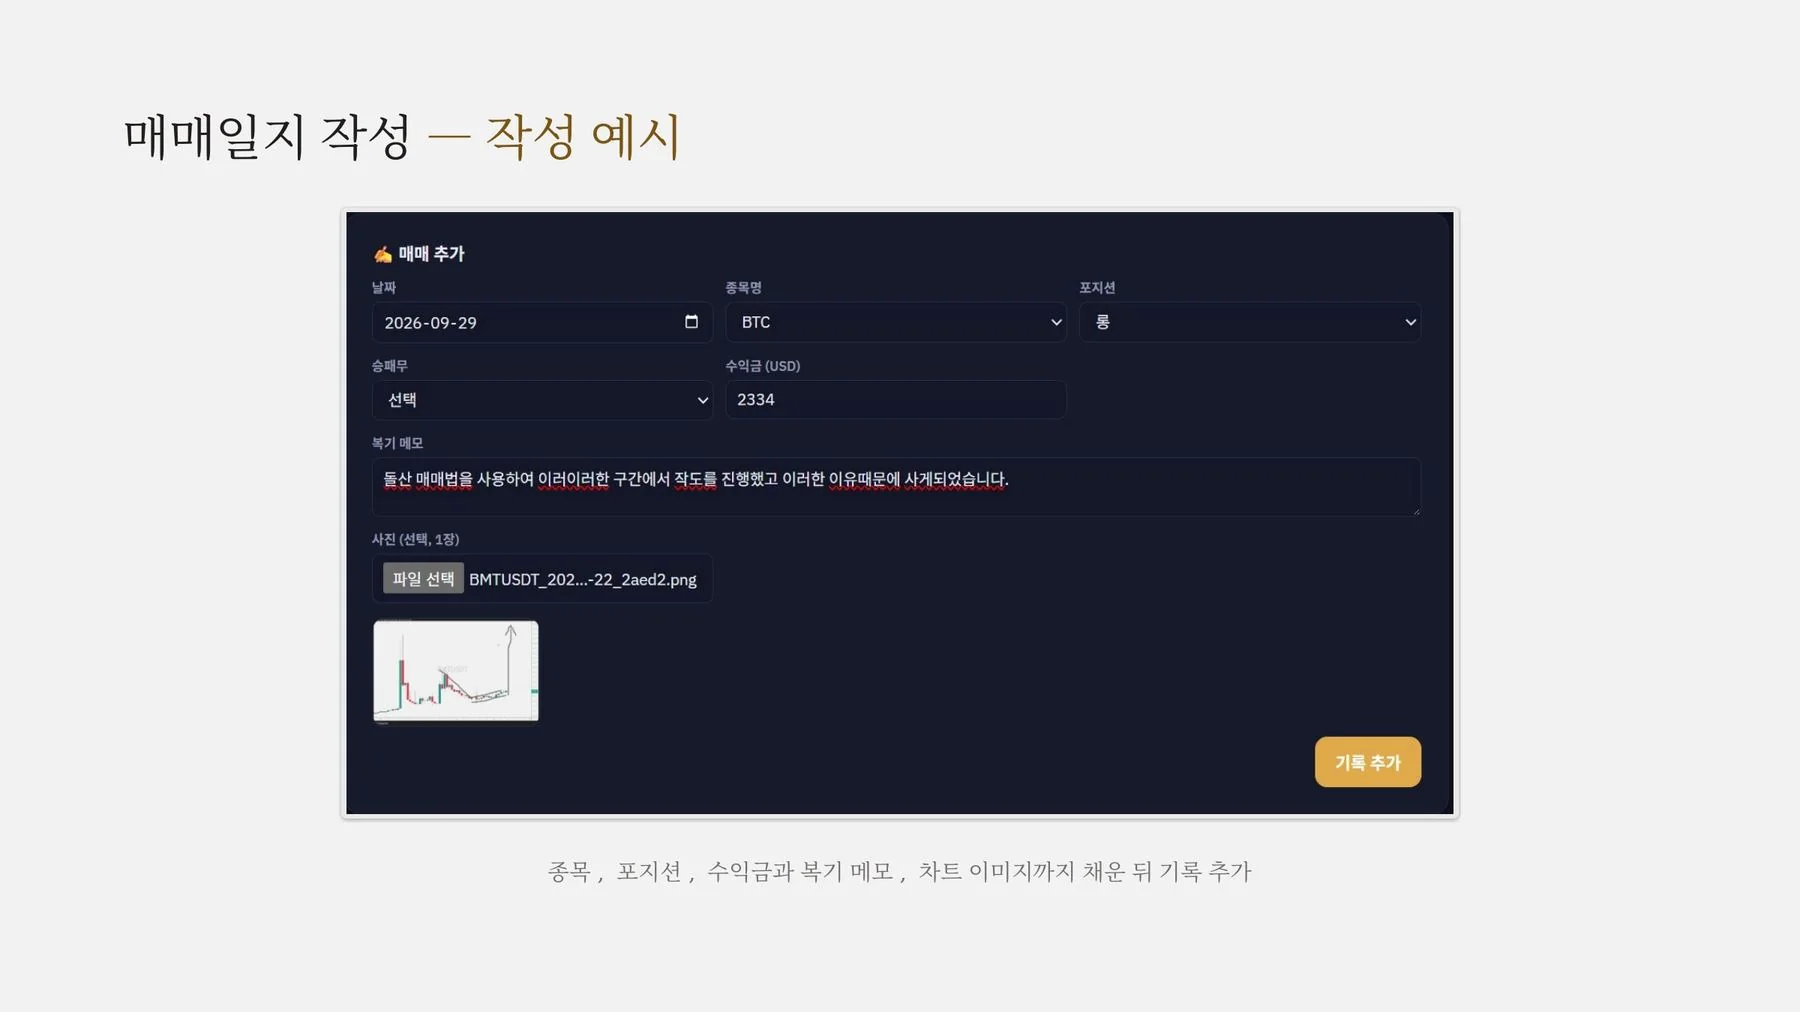 매매일지 작성 — 작성 예시
✍ 매매 추가
날짜
종목명
포지션
2026-09-29
BTC
롱
승패무
수익금 (USD)
선택
2334
복기 메모
돌산 매매법을 사용하여 이러이러한 구간에서 작도를 진행했고 이러한 이유때문에 사게되었습니다.
사진 (선택, 1장)
파일 선택 BMTUSDT_202...-22_2aed2.png
기록 추가
종목 , 포지션 , 수익금과 복기 메모 , 차트 이미지까지 채운 뒤 기록 추가